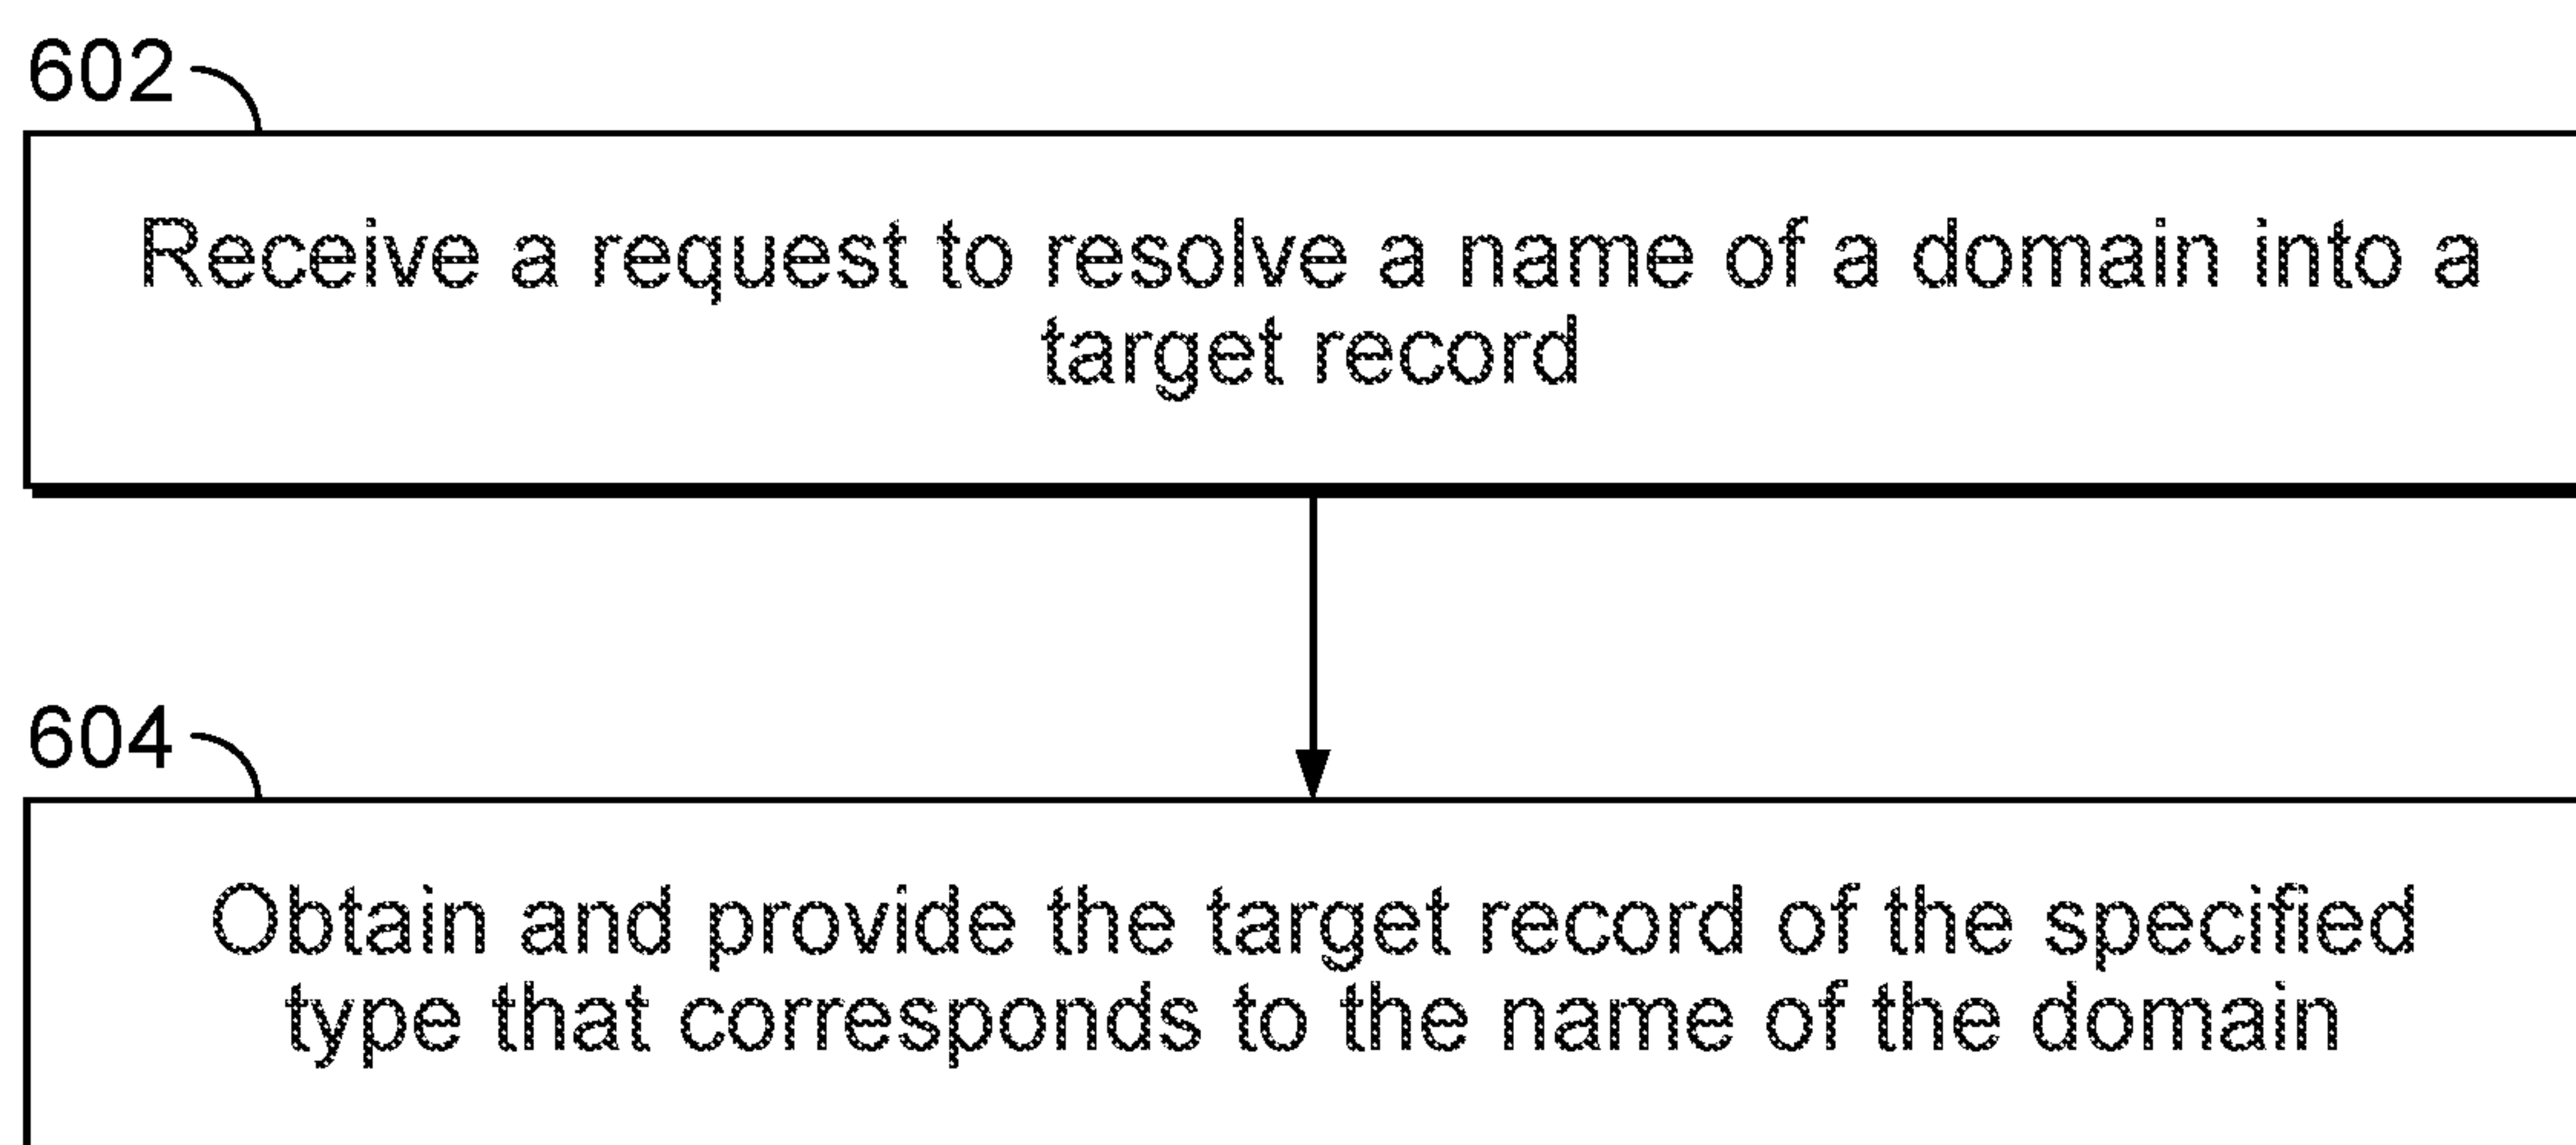 602
Receive a request to resolve a name of a domain into a
target record
604
Obtain and provide the target record of the specified
type that corresponds to the name of the domain